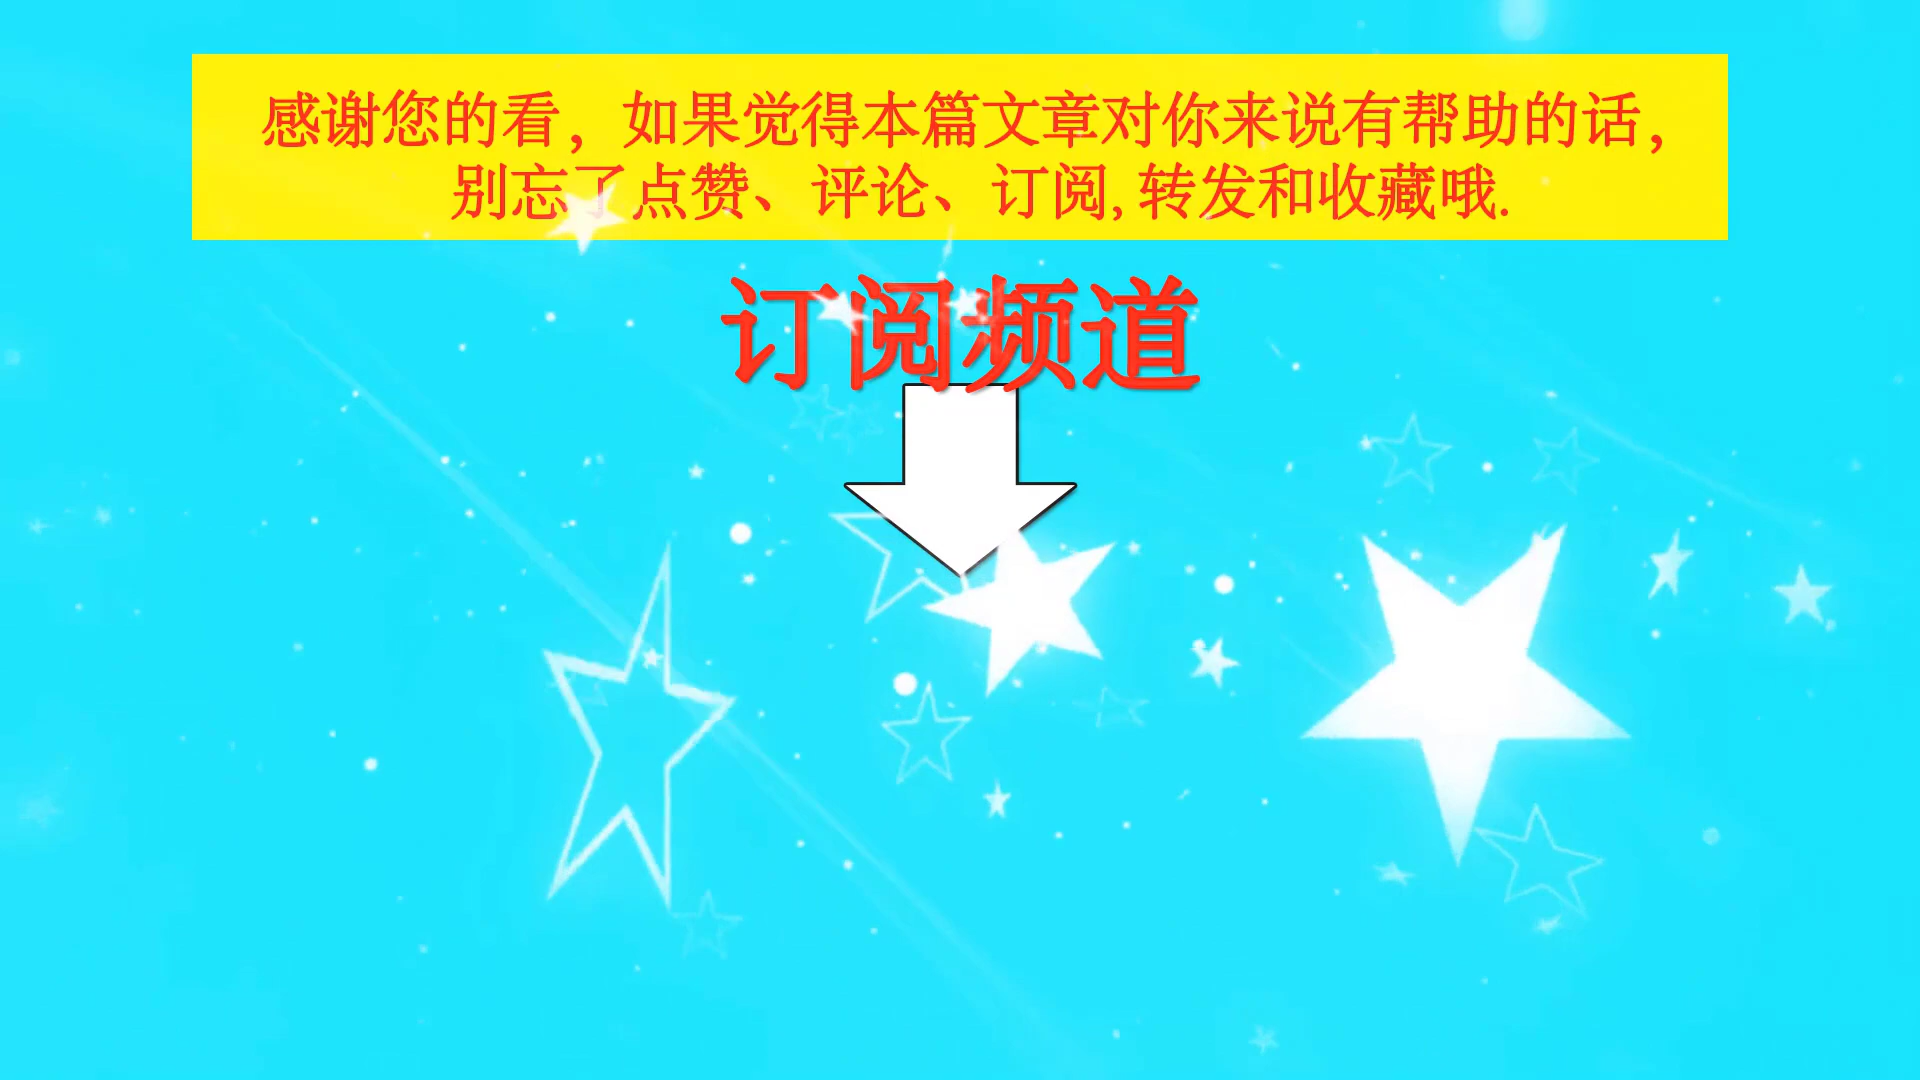 感谢您的看，如果觉得本篇文章对你来说有帮助的话，
别忘了点赞、评论、订阅,转发和收藏哦.
订阅频道